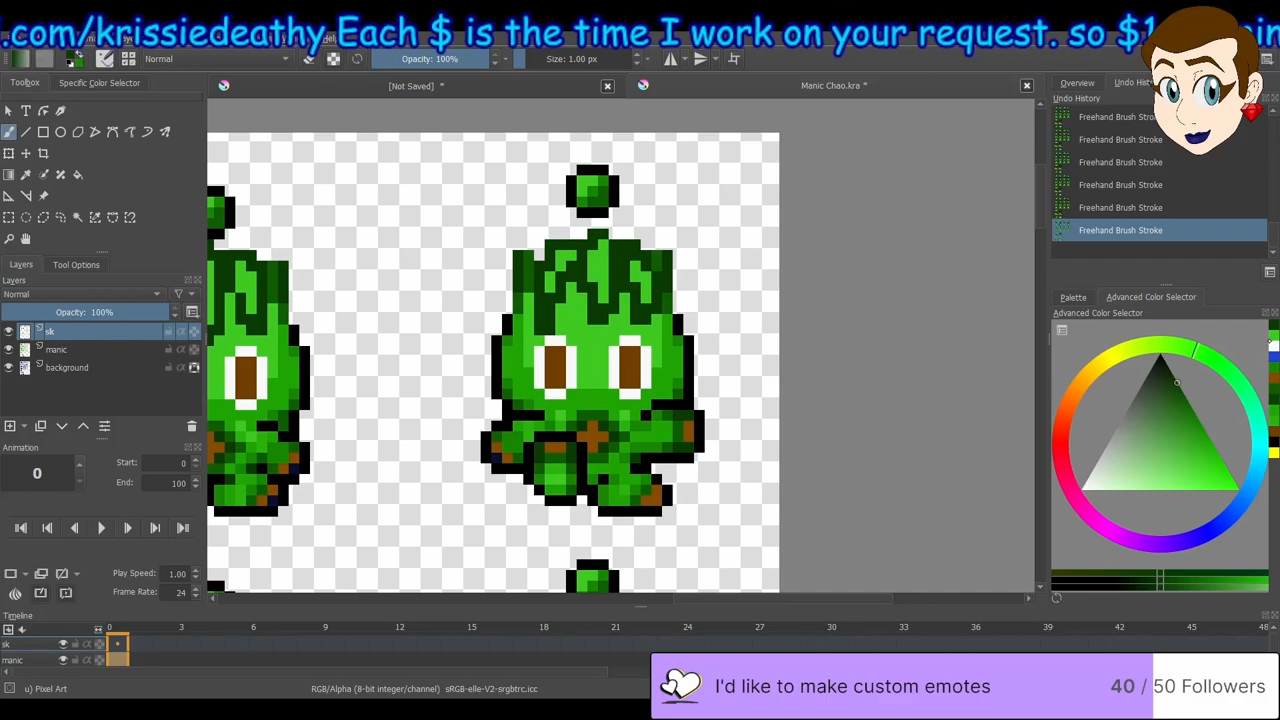 .com/krissiedeathy Each $ is the time I work on your request. so $1
Normal
Opacity: 100%
Size: 1.00 px
Toolbox
Specific Color Selector
[Not Saved] *
Manic Chao.kra *
Overview
Undo History
Freehand Brush Stroke
Freehand Brush Stroke
Freehand Brush Stroke
Freehand Brush Stroke
Freehand Brush Stroke
Freehand Brush Stroke
Layers
Tool Options
Layers
Normal
Opacity: 100%
sk
manic
background
Palette
Advanced Color Selector
Advanced Color Selector
Animation
0
Start: 0
End: 100
Play Speed: 1.00
Frame Rate: 24
Timeline
0 3 6 9 12 15 18 21 24 27 30 33 36 39 42 45 48
sk
manic
u) Pixel Art
RGB/Alpha (8-bit integer/channel) sRGB-elle-V2-srgbtrc.icc
I'd like to make custom emotes
40 / 50 Followers